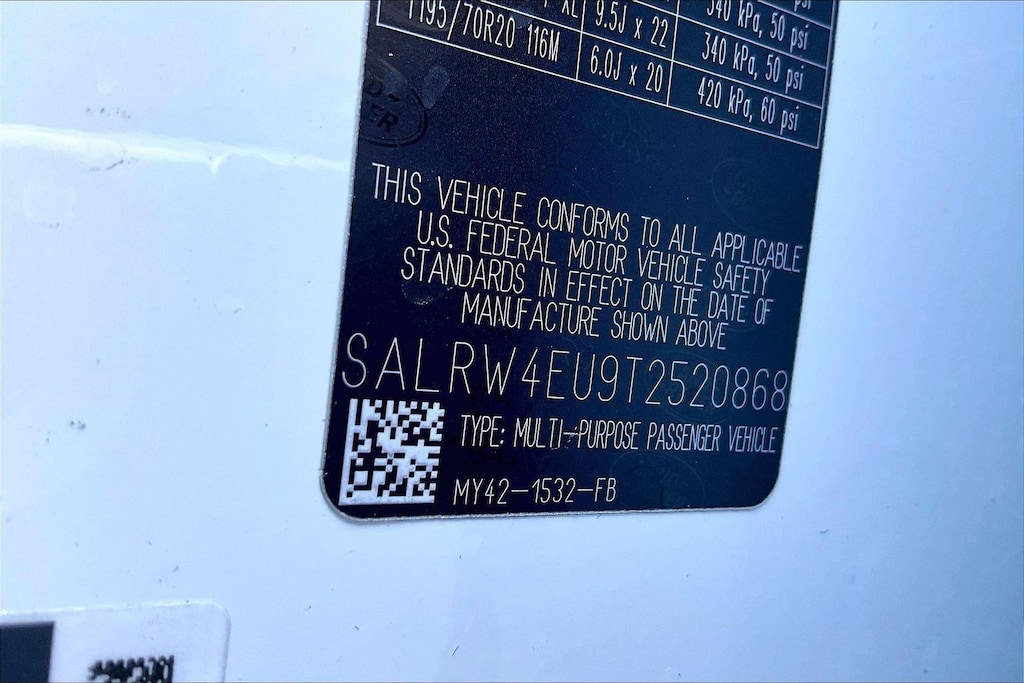 XL 9.5J x 22 340 kPa, 50 psi
T195/70R20 116M 6.0J x 20 340 kPa, 50 psi
420 kPa, 60 psi
THIS VEHICLE CONFORMS TO ALL APPLICABLE
U.S. FEDERAL MOTOR VEHICLE SAFETY
STANDARDS IN EFFECT ON THE DATE OF
MANUFACTURE SHOWN ABOVE
SALRW4EU9T2520868
TYPE: MULTI-PURPOSE PASSENGER VEHICLE
MY42-1532-FB